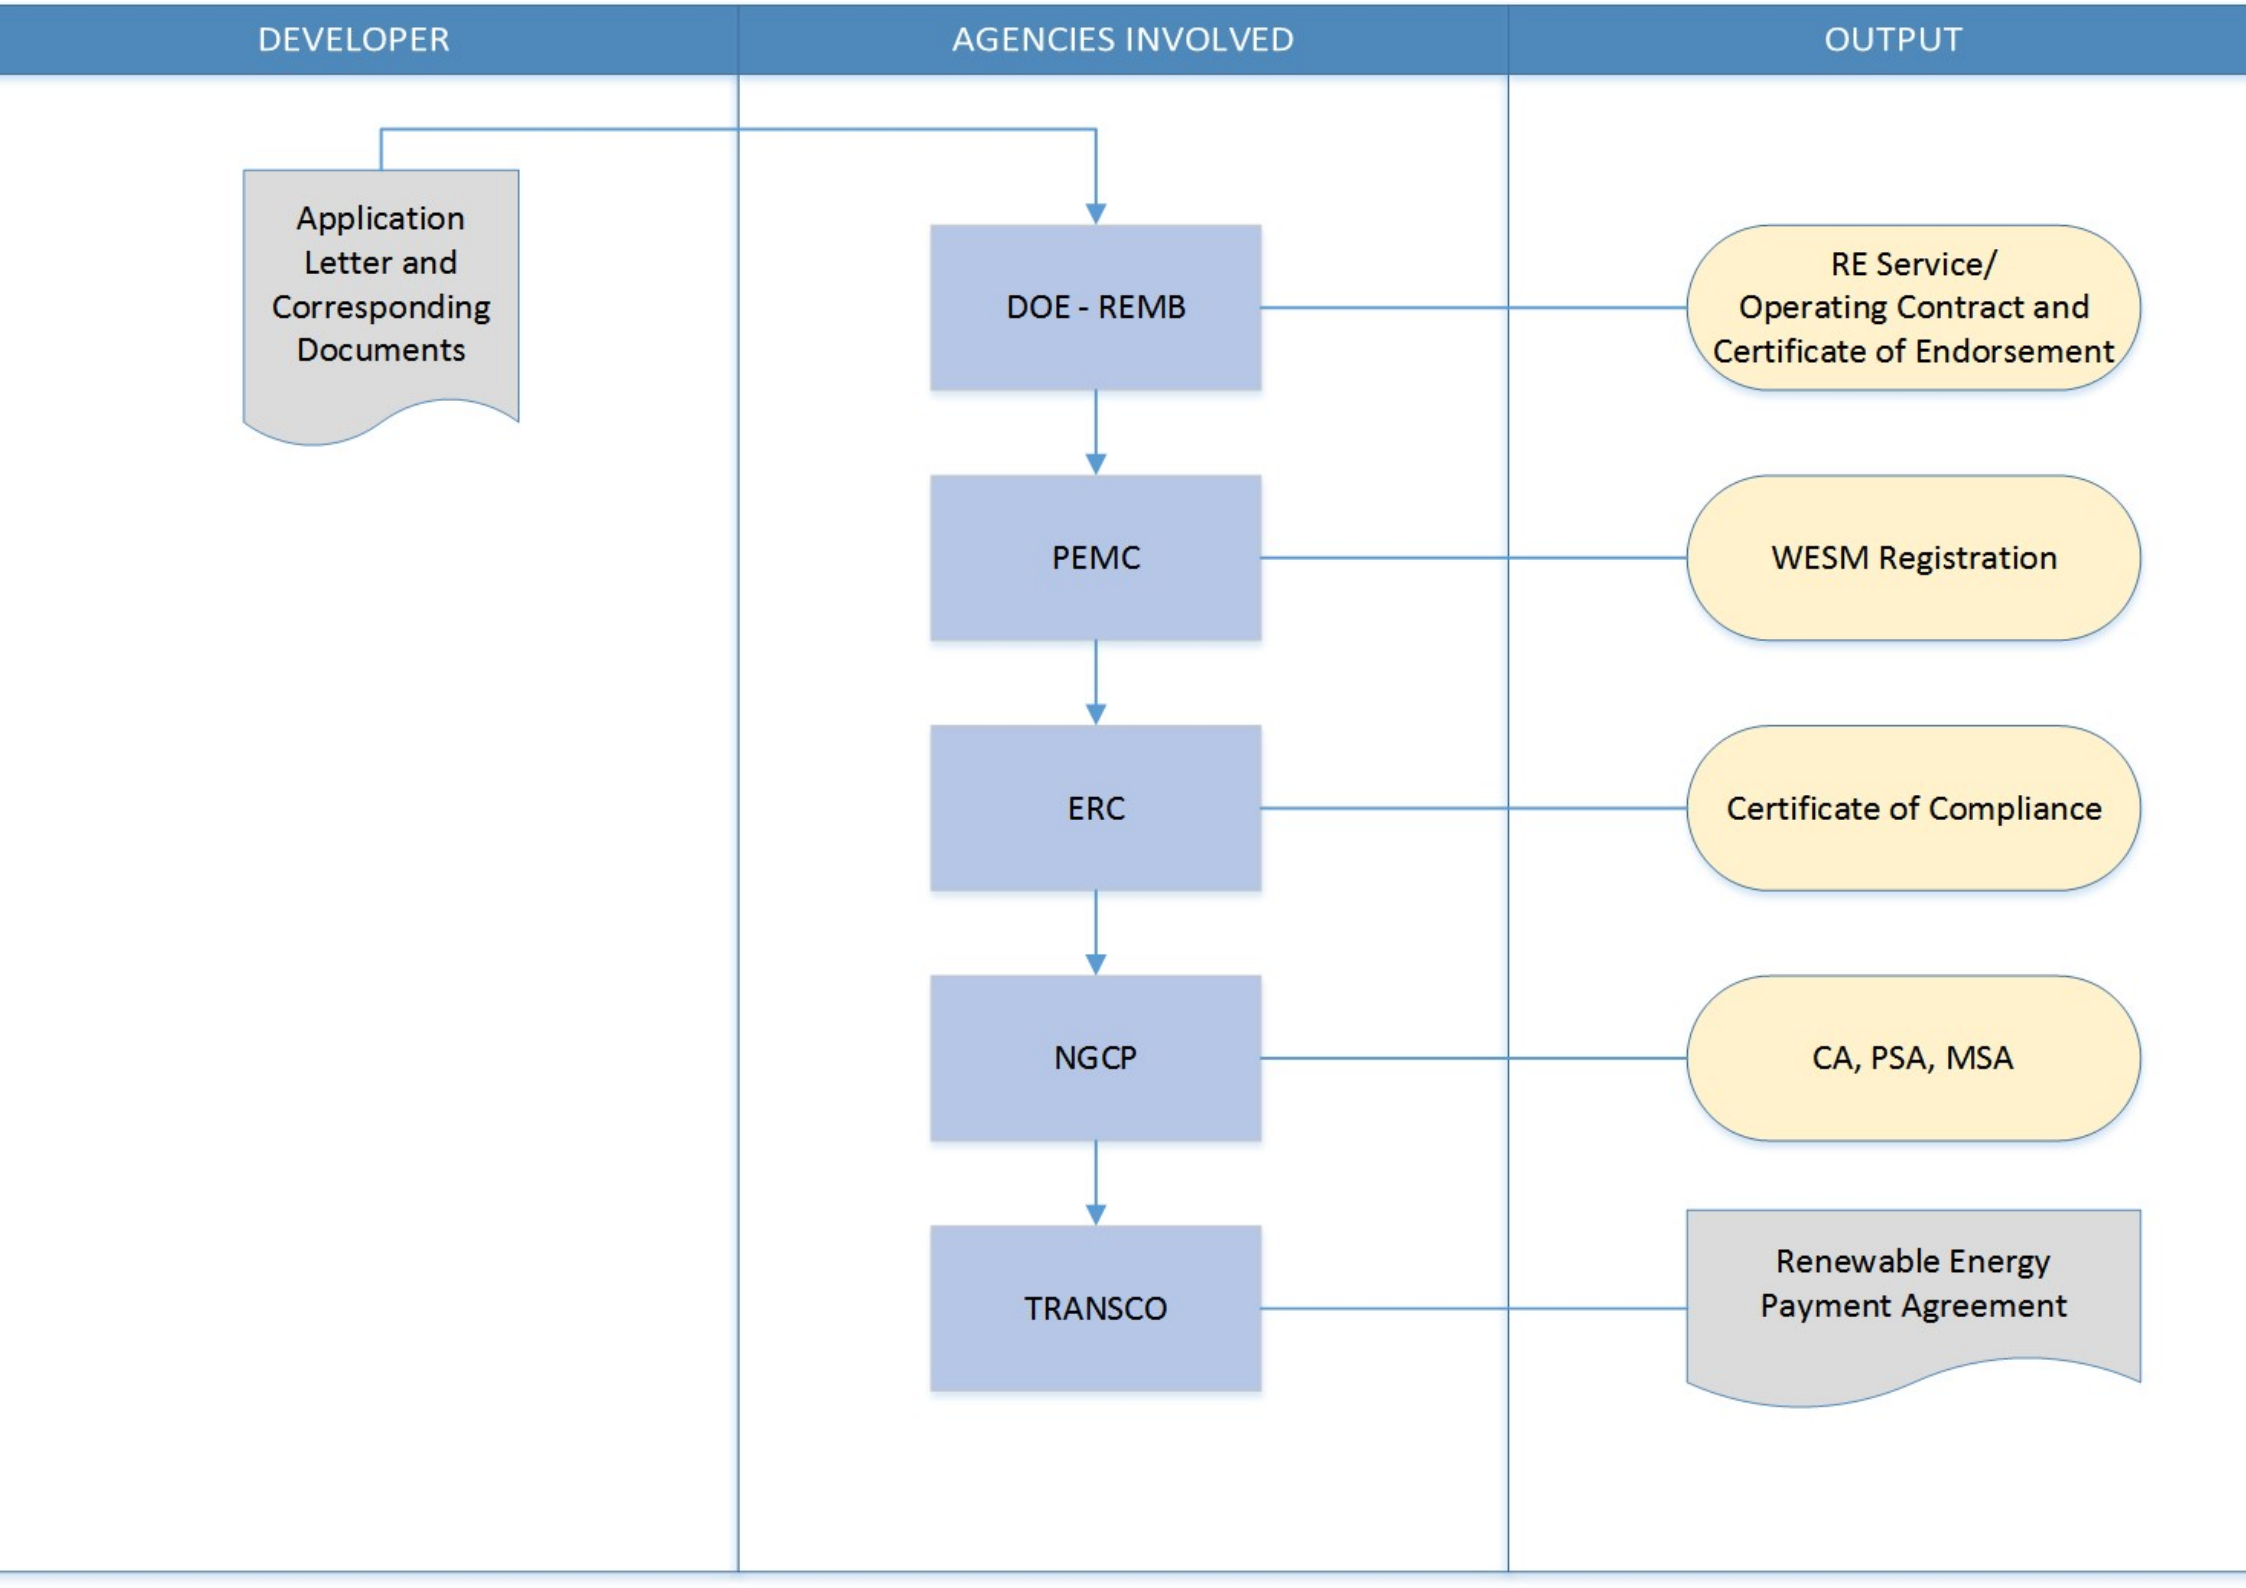 DEVELOPER
AGENCIES INVOLVED
OUTPUT
Application
Letter and
Corresponding
Documents
DOE - REMB
RE Service/
Operating Contract and
Certificate of Endorsement
PEMC
WESM Registration
ERC
Certificate of Compliance
NGCP
CA, PSA, MSA
TRANSCO
Renewable Energy
Payment Agreement